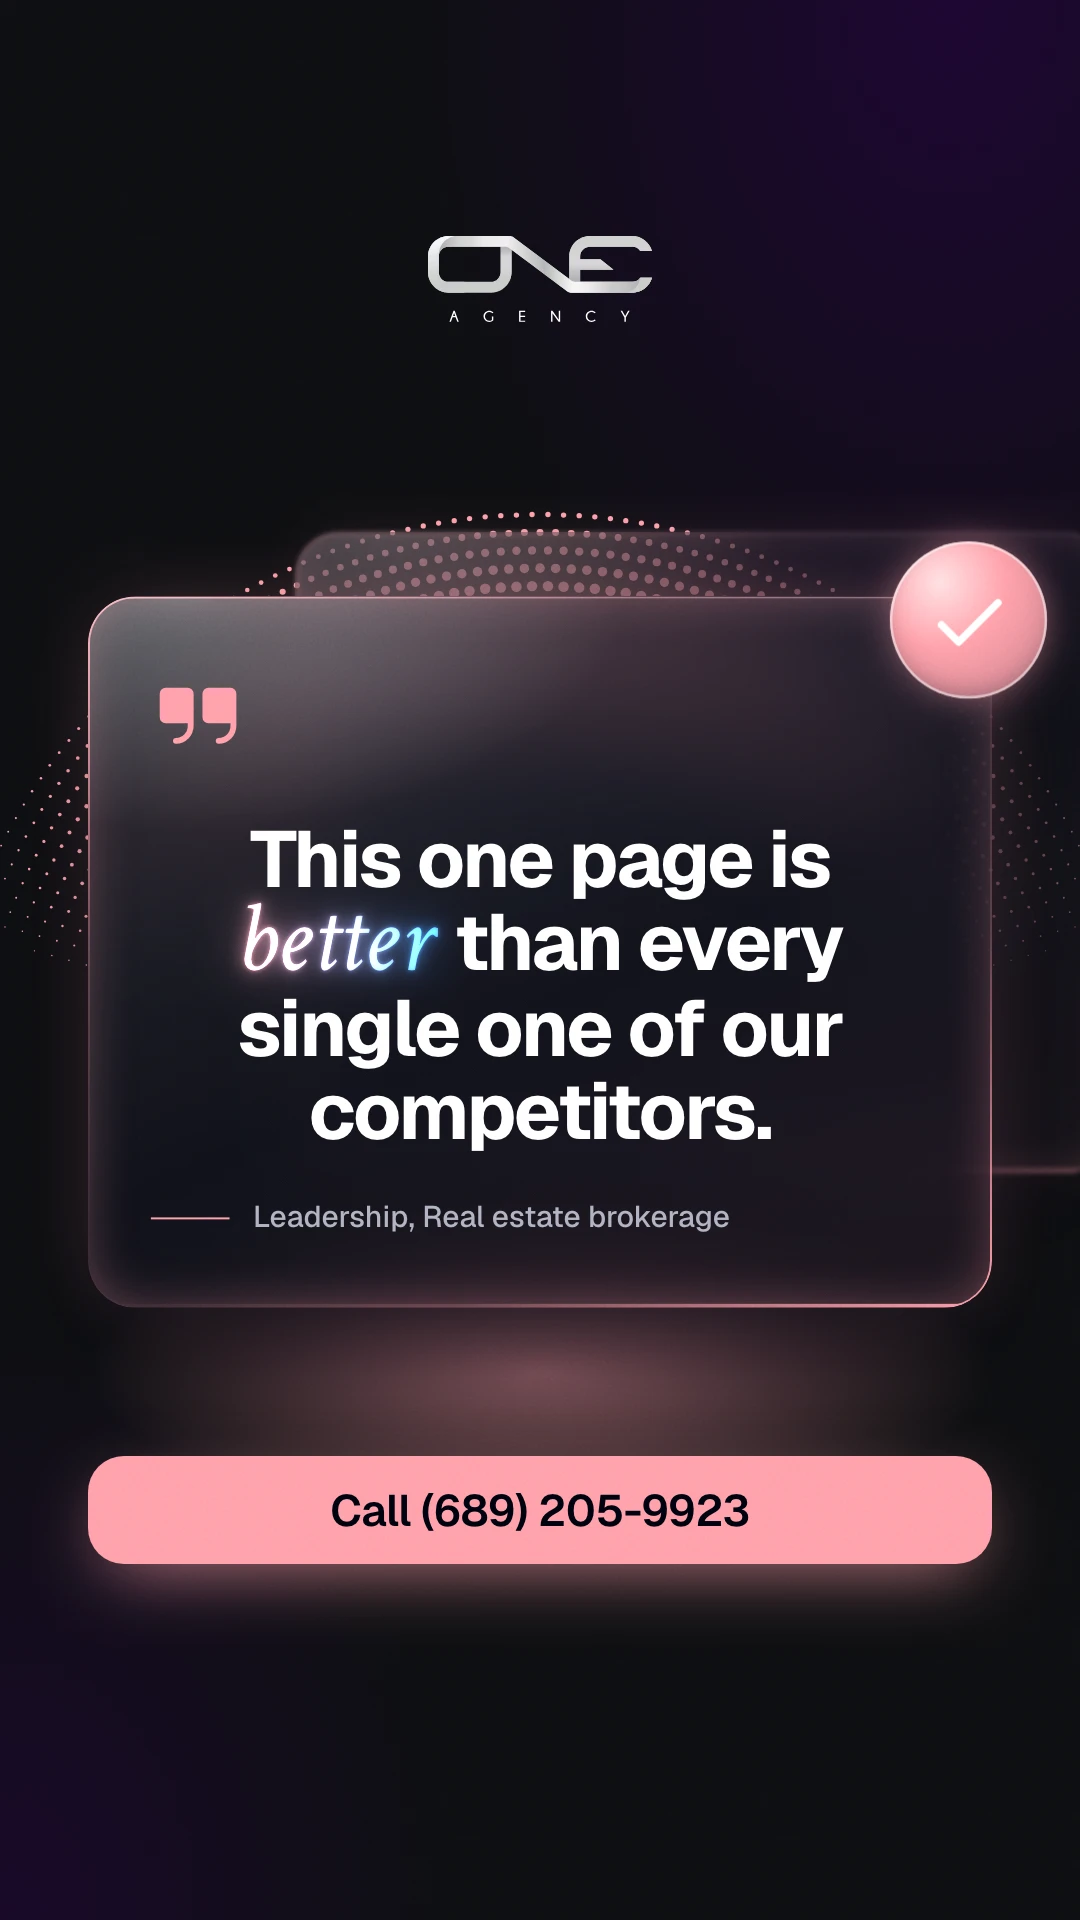 ONE
AGENCY
This one page is
better than every
single one of our
competitors.
Leadership, Real estate brokerage
Call (689) 205-9923